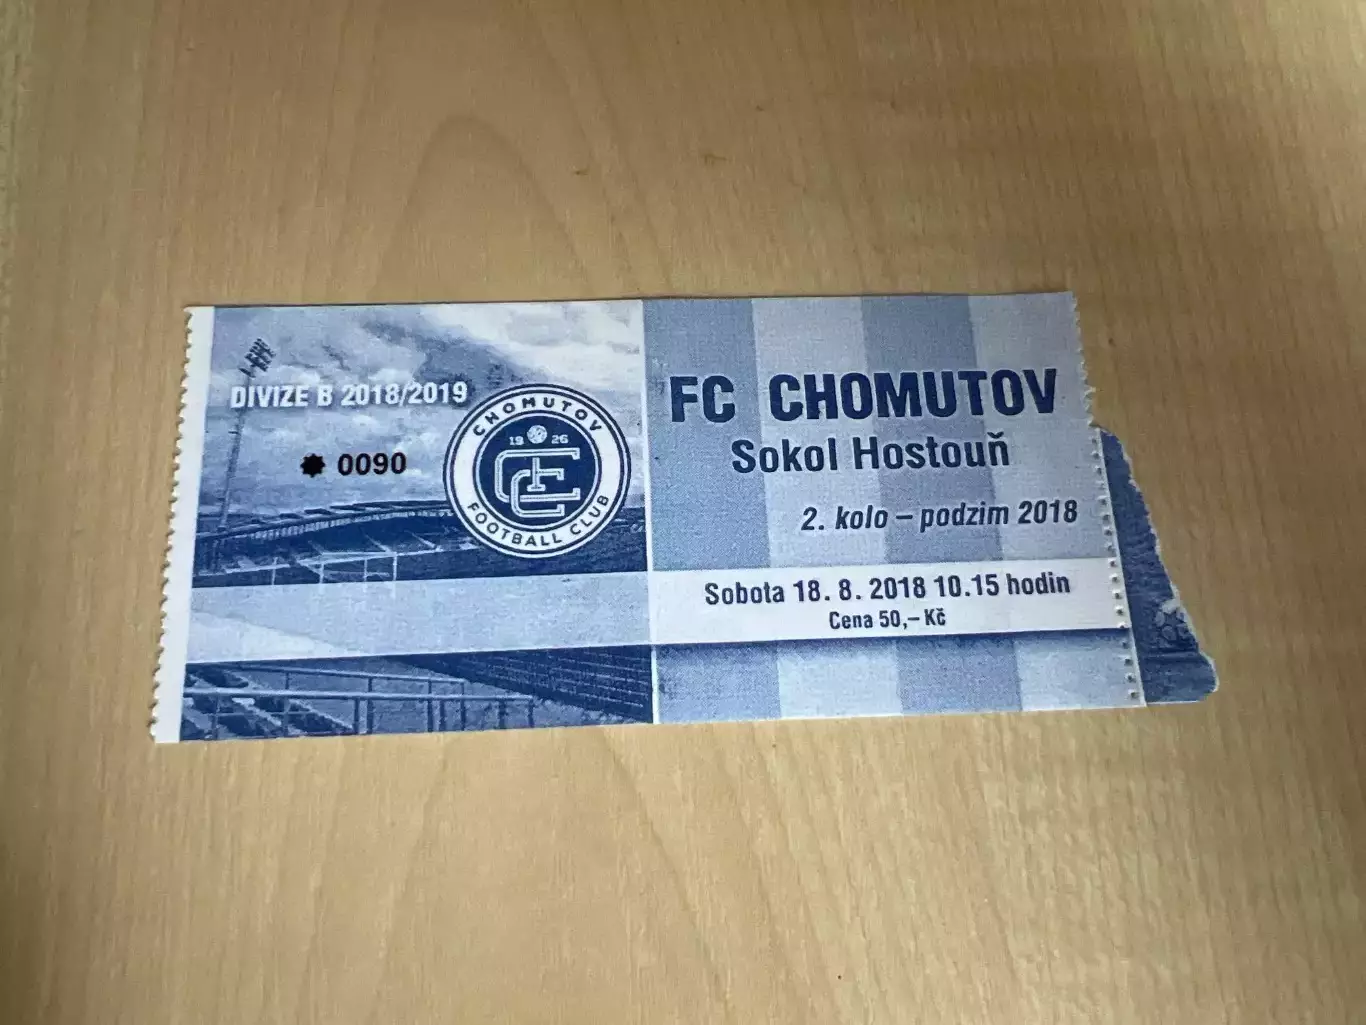 DIVIZE B 2018/2019
0090
CHOMUTOV
19 26
FOOTBALL CLUB
FC CHOMUTOV
Sokol Hostouň
2. kolo – podzim 2018
Sobota 18. 8. 2018 10.15 hodin
Cena 50,– Kč